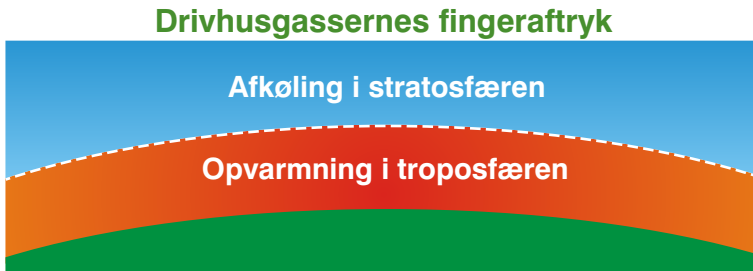 Drivhusgassernes fingeraftryk
Afkøling i stratosfæren
Opvarmning i troposfæren